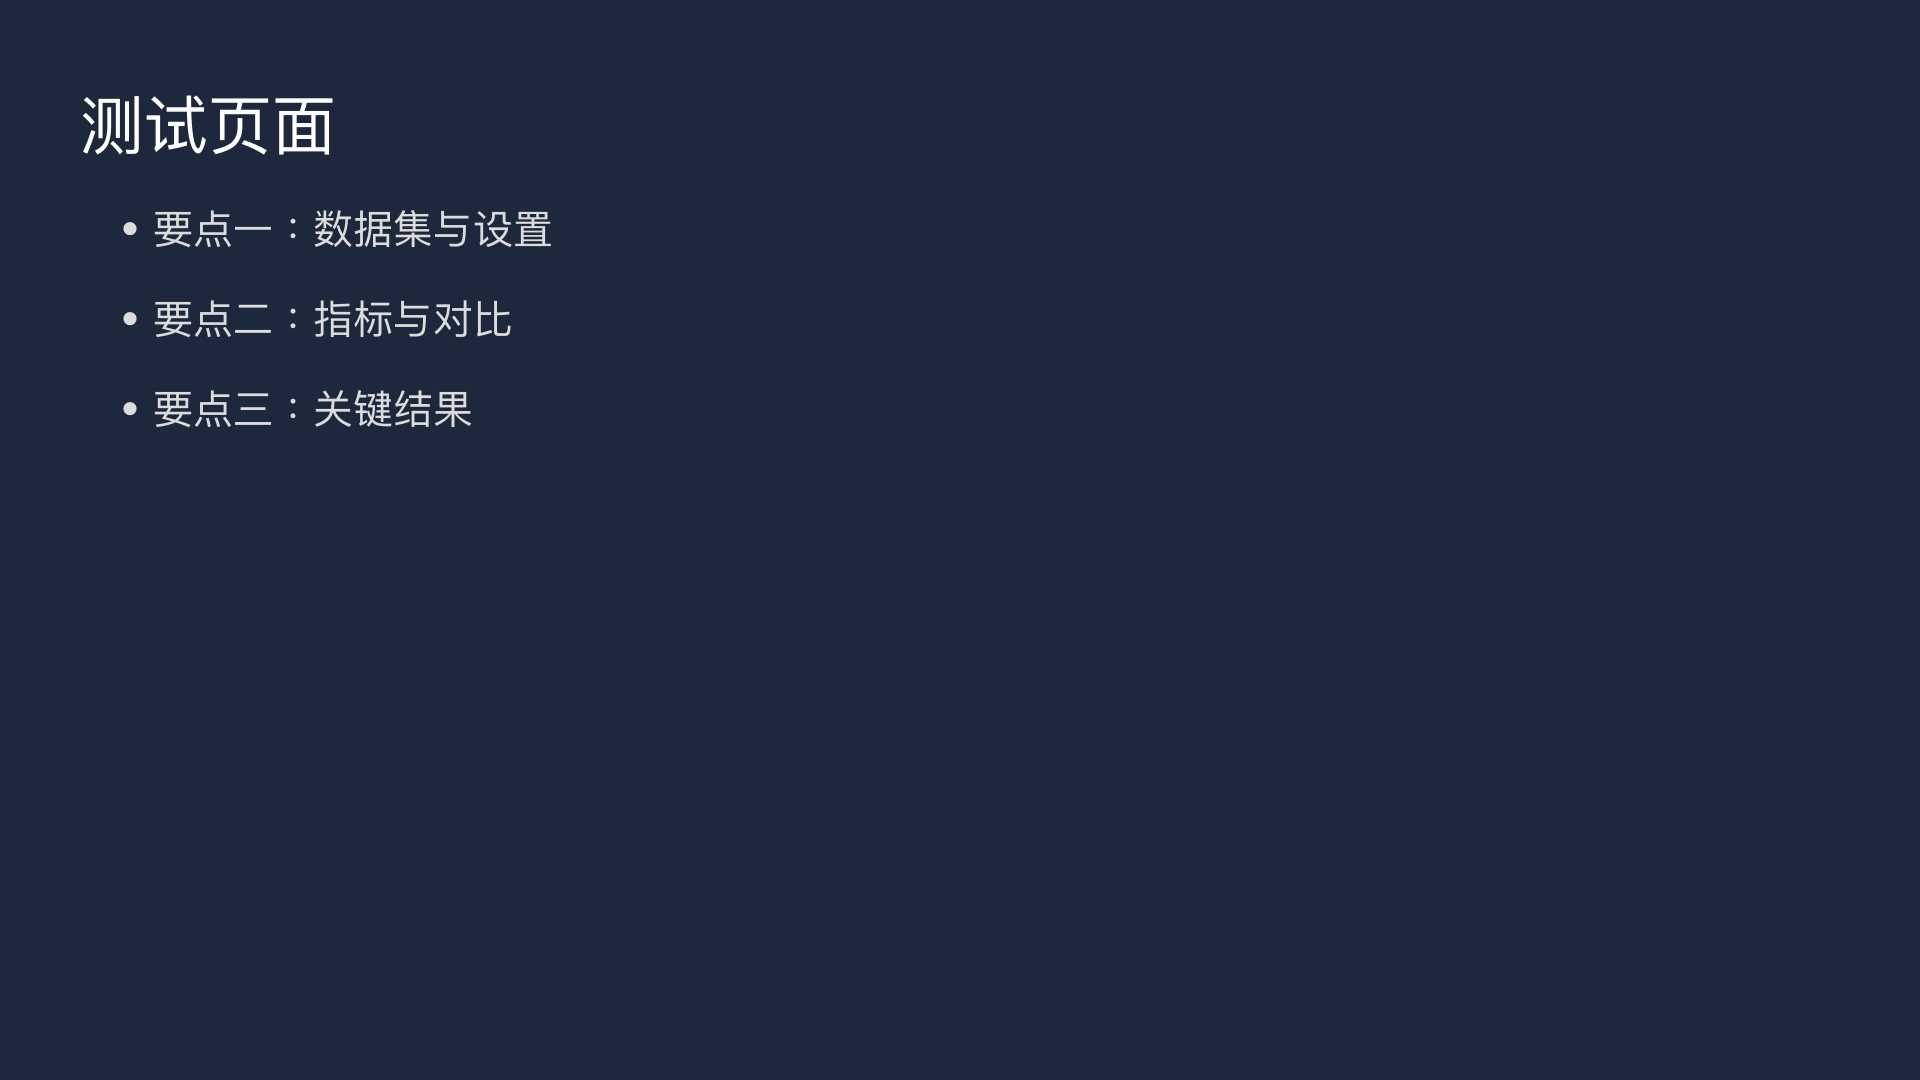 测试页面
• 要点一：数据集与设置
• 要点二：指标与对比
• 要点三：关键结果